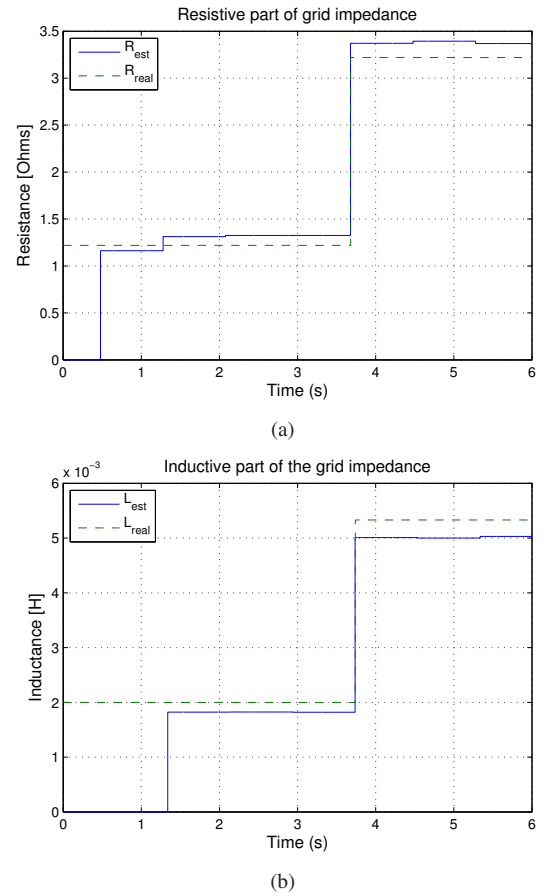 Resistive part of grid impedance
3.5
3
2.5
2
1.5
1
0.5
0
Resistance [Ohms]
R_est
R_real
0 1 2 3 4 5 6
Time (s)
(a)
x 10⁻³
Inductive part of the grid impedance
6
5
4
3
2
1
0
Inductance [H]
L_est
L_real
0 1 2 3 4 5 6
Time (s)
(b)